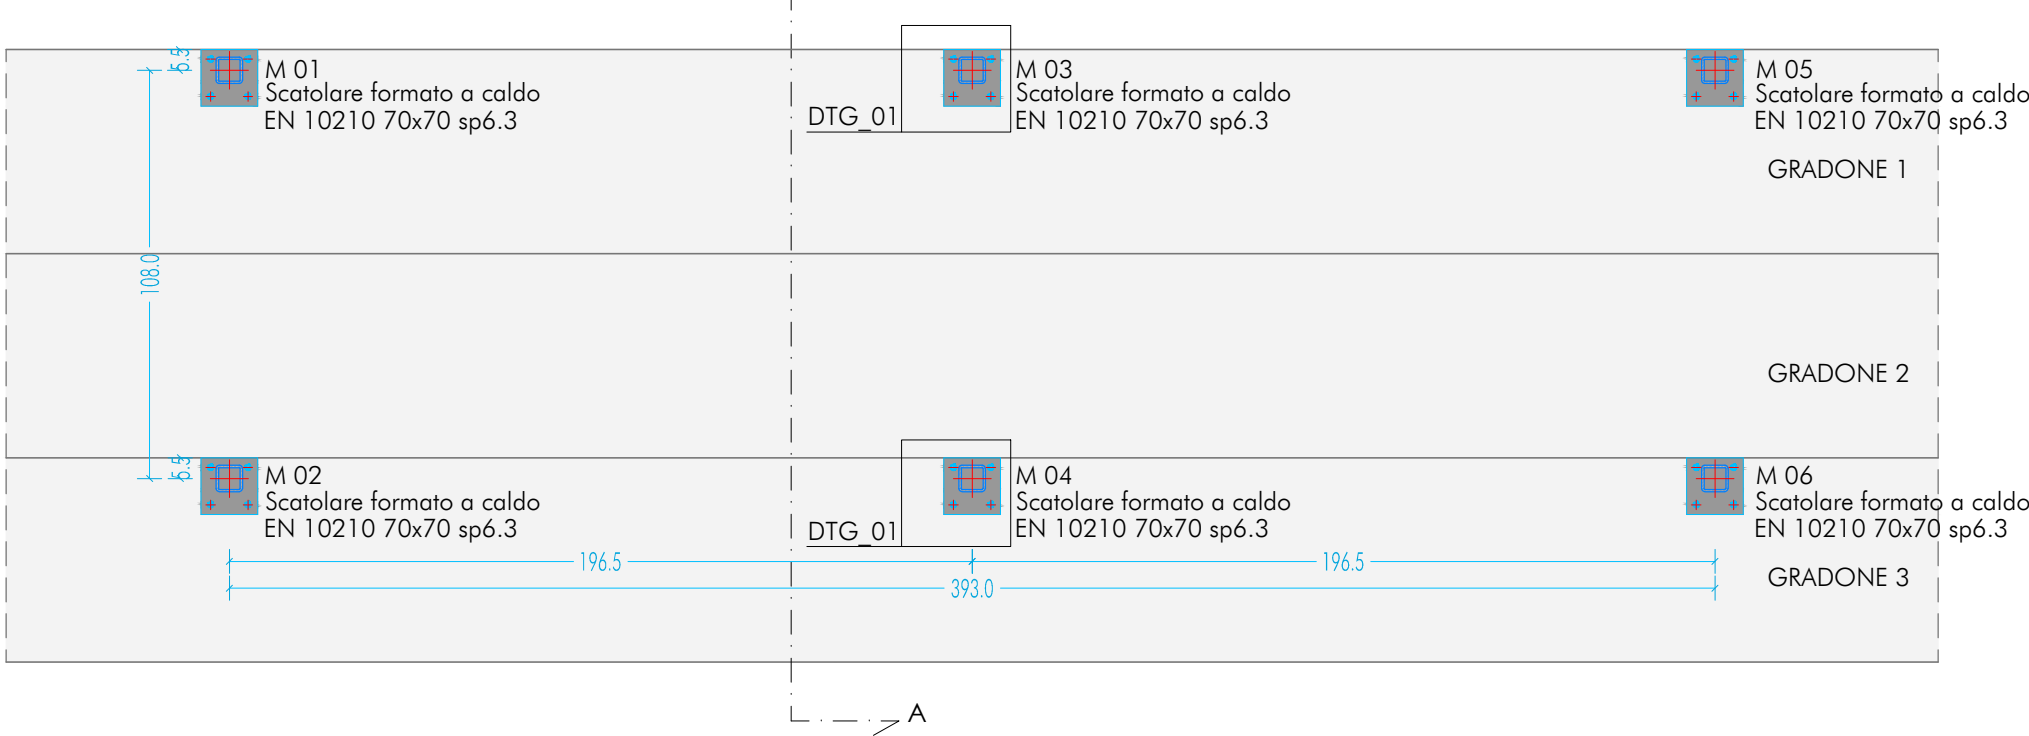 5.5
M 01
Scatolare formato a caldo
EN 10210 70x70 sp6.3
M 03
Scatolare formato a caldo
EN 10210 70x70 sp6.3
DTG_01
M 05
Scatolare formato a caldo
EN 10210 70x70 sp6.3
GRADONE 1
108.0
GRADONE 2
5.5
M 02
Scatolare formato a caldo
EN 10210 70x70 sp6.3
M 04
Scatolare formato a caldo
EN 10210 70x70 sp6.3
DTG_01
M 06
Scatolare formato a caldo
EN 10210 70x70 sp6.3
196.5
196.5
GRADONE 3
393.0
A